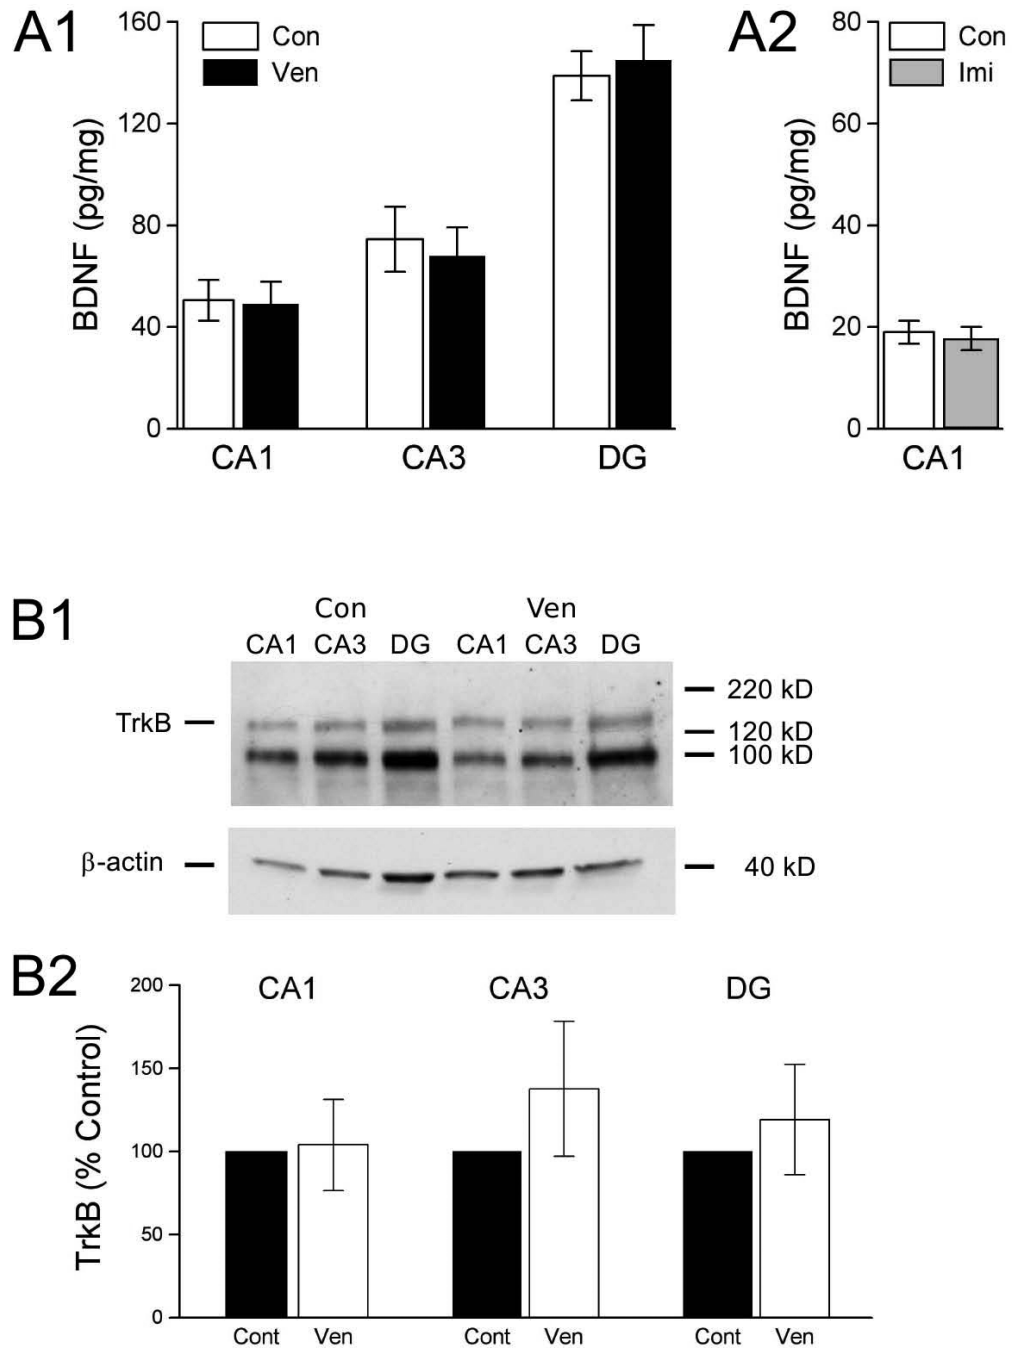 A1
160
120
80
40
0
BDNF (pg/mg)
Con
Ven
CA1 CA3 DG
A2
80
60
40
20
0
BDNF (pg/mg)
Con
Imi
CA1
B1
Con Ven
CA1 CA3 DG CA1 CA3 DG
TrkB
220 kD
120 kD
100 kD
β-actin
40 kD
B2
200
150
100
50
0
TrkB (% Control)
CA1 CA3 DG
Cont Ven Cont Ven Cont Ven